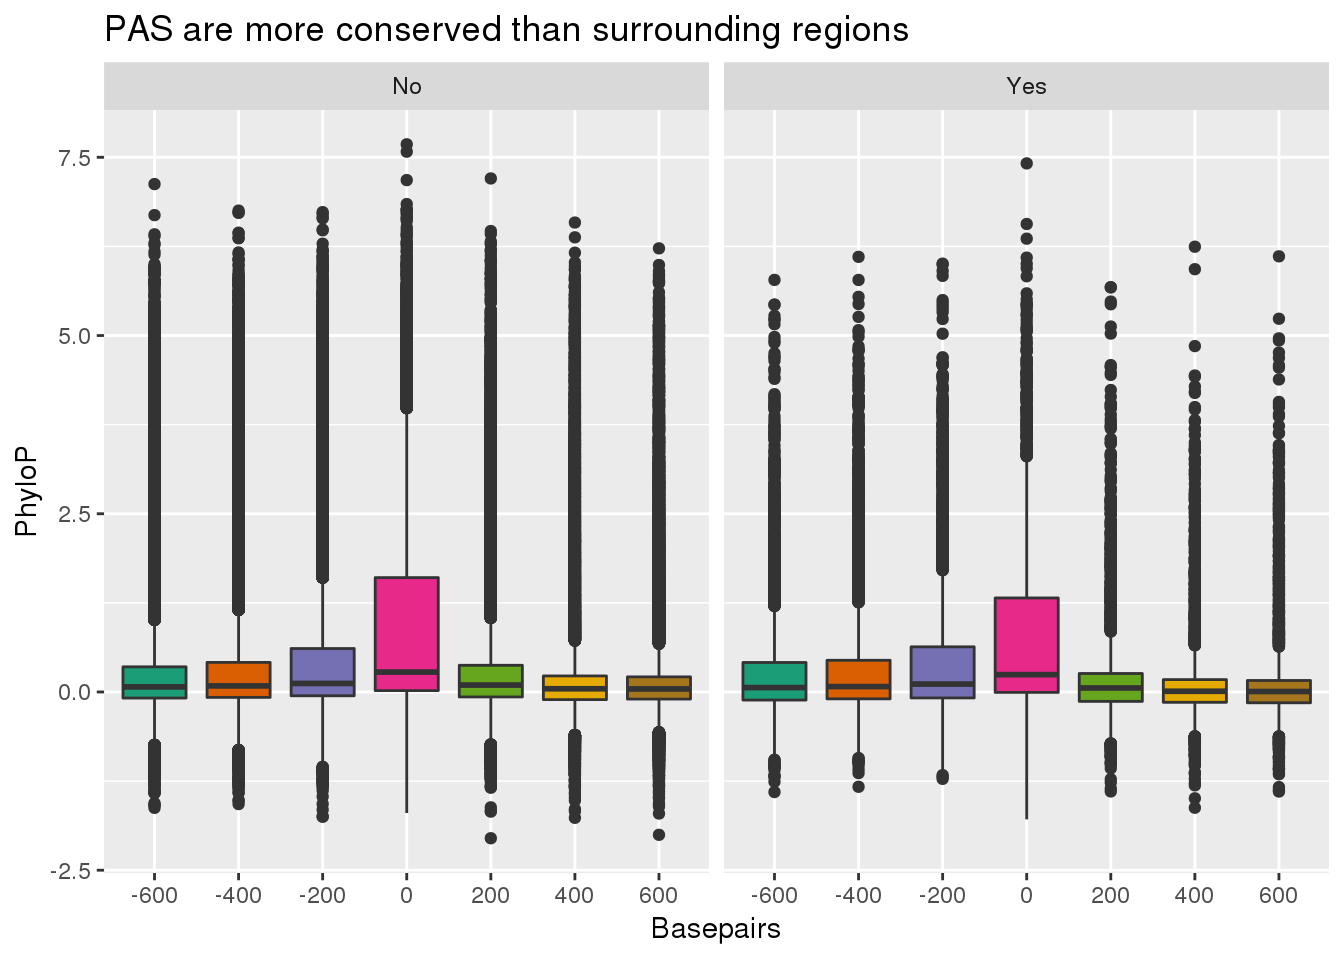 PAS are more conserved than surrounding regions
No Yes
7.5
5.0
2.5
0.0
-2.5
PhyloP
-600 -400 -200 0 200 400 600 -600 -400 -200 0 200 400 600
Basepairs